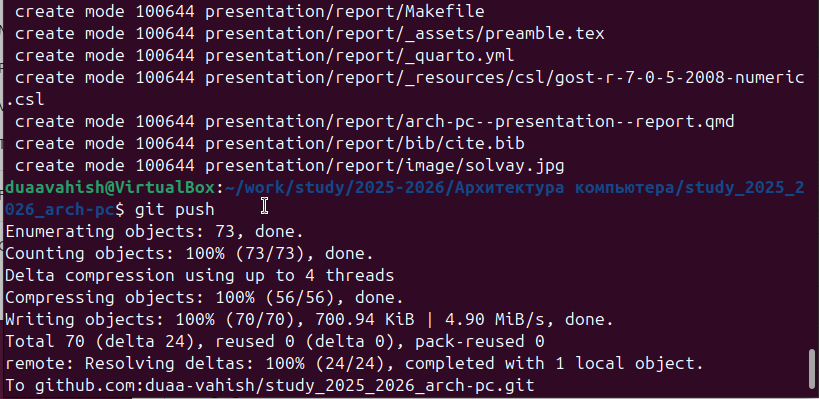 create mode 100644 presentation/report/Makefile
create mode 100644 presentation/report/_assets/preamble.tex
create mode 100644 presentation/report/_quarto.yml
create mode 100644 presentation/report/_resources/csl/gost-r-7-0-5-2008-numeric
.csl
create mode 100644 presentation/report/arch-pc--presentation--report.qmd
create mode 100644 presentation/report/bib/cite.bib
create mode 100644 presentation/report/image/solvay.jpg
duaavahish@VirtualBox:~/work/study/2025-2026/Архитектура компьютера/study_2025_2
026_arch-pc$ git push
Enumerating objects: 73, done.
Counting objects: 100% (73/73), done.
Delta compression using up to 4 threads
Compressing objects: 100% (56/56), done.
Writing objects: 100% (70/70), 700.94 KiB | 4.90 MiB/s, done.
Total 70 (delta 24), reused 0 (delta 0), pack-reused 0
remote: Resolving deltas: 100% (24/24), completed with 1 local object.
To github.com:duaa-vahish/study_2025_2026_arch-pc.git